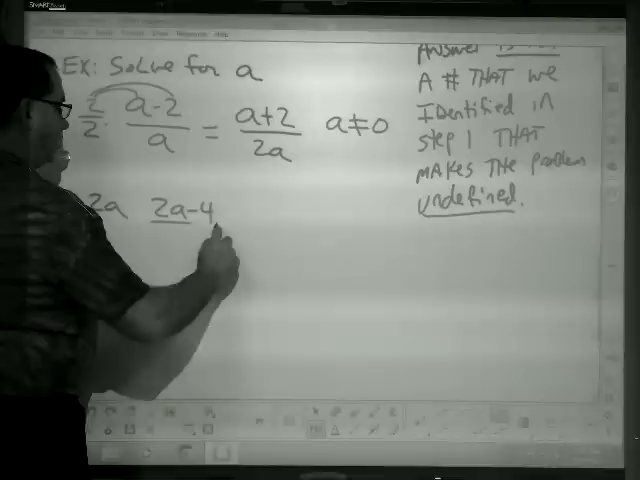 EX: Solve for a
2/2 · (a-2)/a = (a+2)/2a a≠0
2a 2a-4
Answer is not
A # THAT we
Identified in
step 1 THAT
MAKES THE problem
undefined.